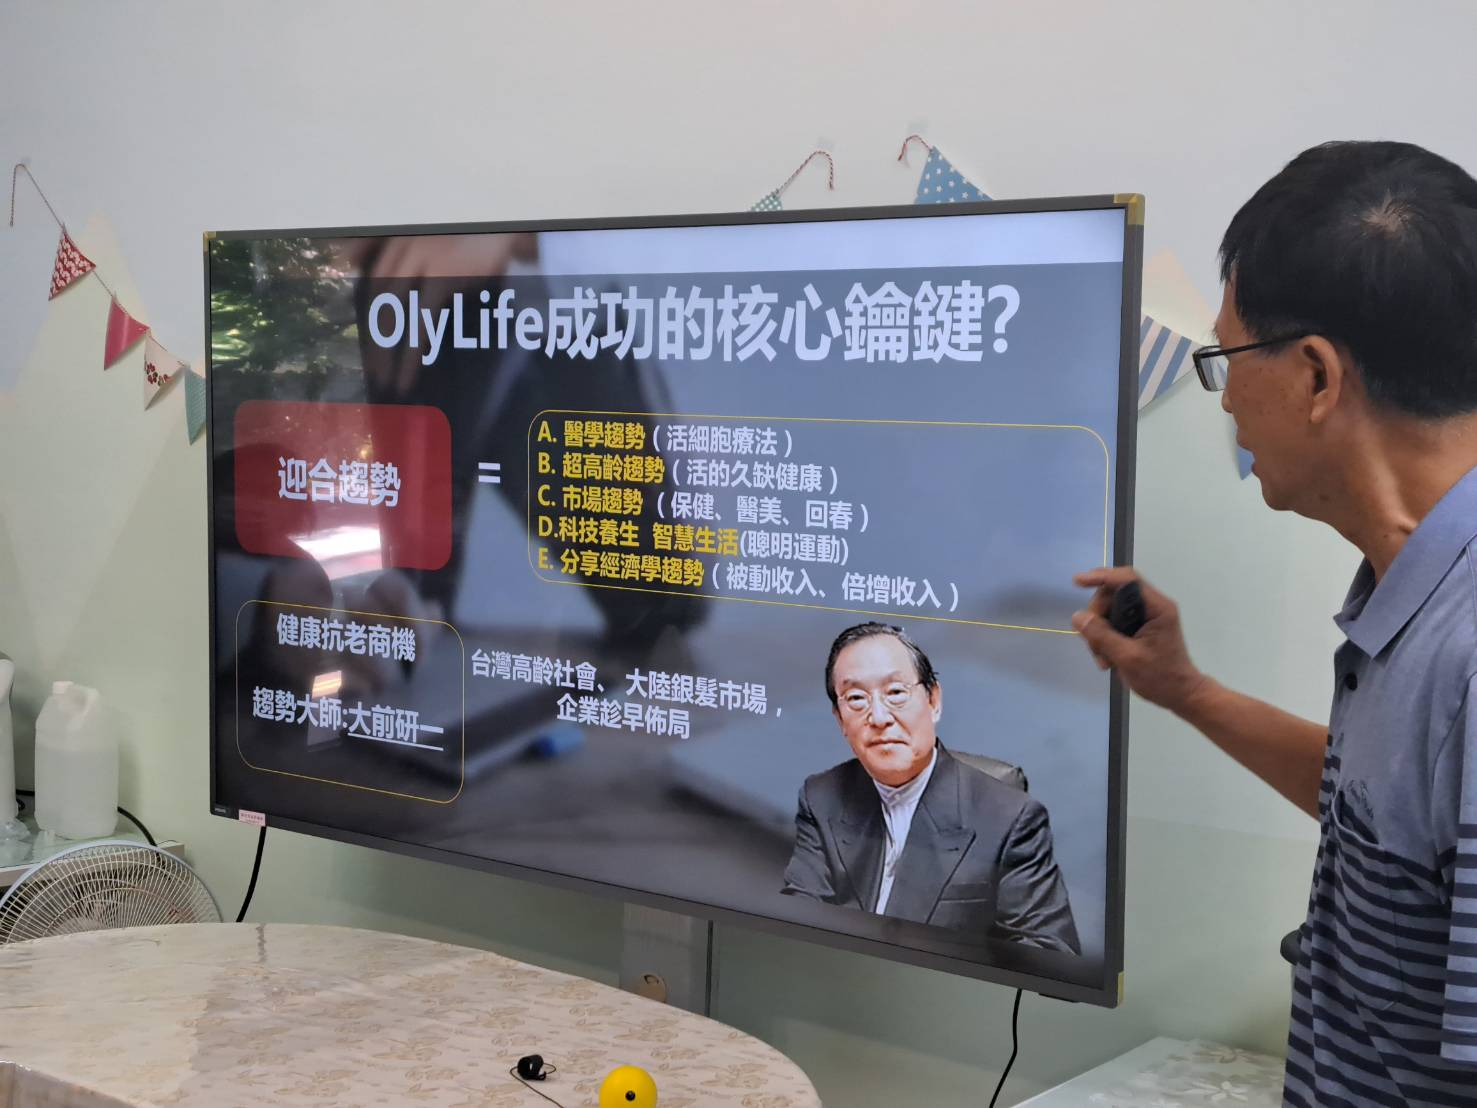 OlyLife成功的核心鑰鍵?
迎合趨勢
=
A. 醫學趨勢 ( 活細胞療法 )
B. 超高齡趨勢 ( 活的久缺健康 )
C. 市場趨勢 ( 保健、醫美、回春 )
D.科技養生 智慧生活(聰明運動)
E. 分享經濟學趨勢 ( 被動收入、倍增收入 )
健康抗老商機
趨勢大師:大前研一
台灣高齡社會、大陸銀髮市場，
企業趁早佈局